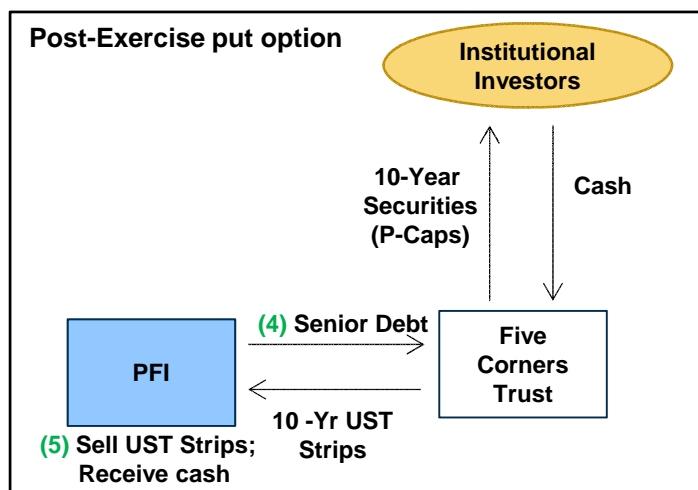 Post-Exercise put option
Institutional
Investors
10-Year
Securities
(P-Caps)
Cash
(4) Senior Debt
PFI
Five
Corners
Trust
10 -Yr UST
Strips
(5) Sell UST Strips;
Receive cash